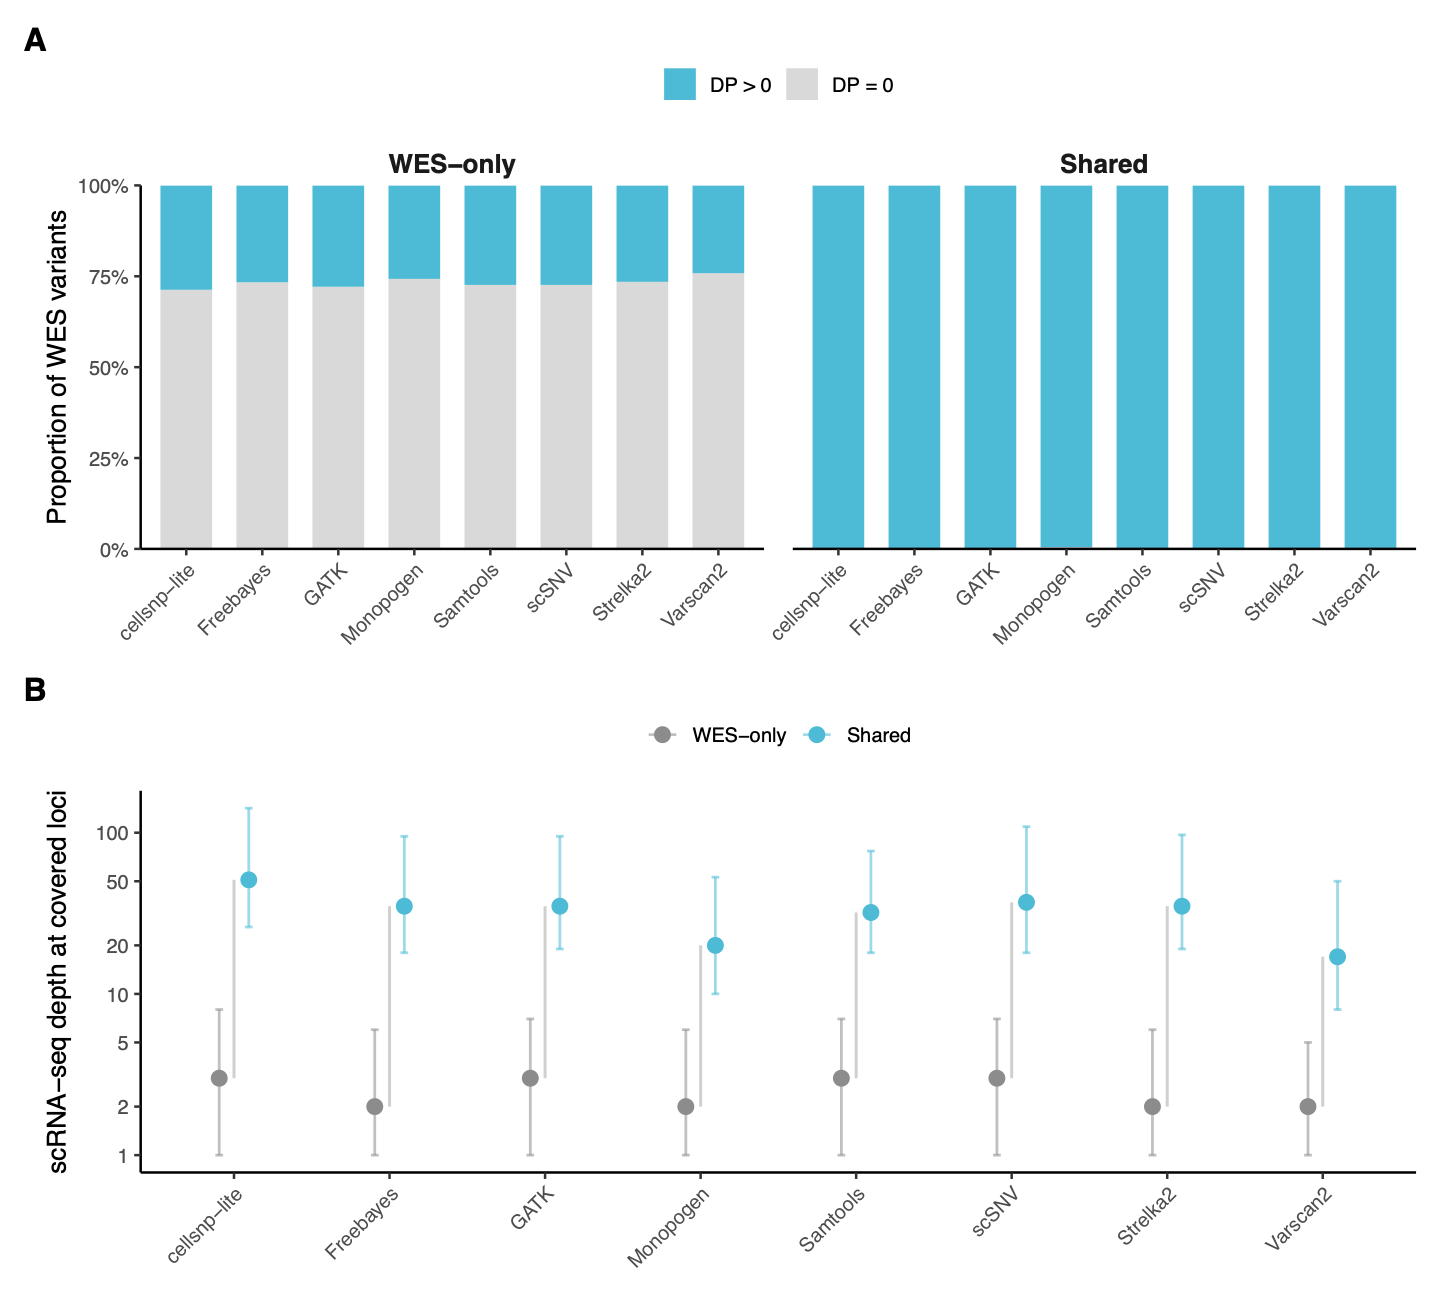 A
DP > 0 DP = 0
WES−only Shared
Proportion of WES variants
100%
75%
50%
25%
0%
cellsnp−lite Freebayes GATK Monopogen Samtools scSNV Strelka2 Varscan2 cellsnp−lite Freebayes GATK Monopogen Samtools scSNV Strelka2 Varscan2
B
WES−only Shared
scRNA−seq depth at covered loci
100
50
20
10
5
2
1
cellsnp−lite Freebayes GATK Monopogen Samtools scSNV Strelka2 Varscan2